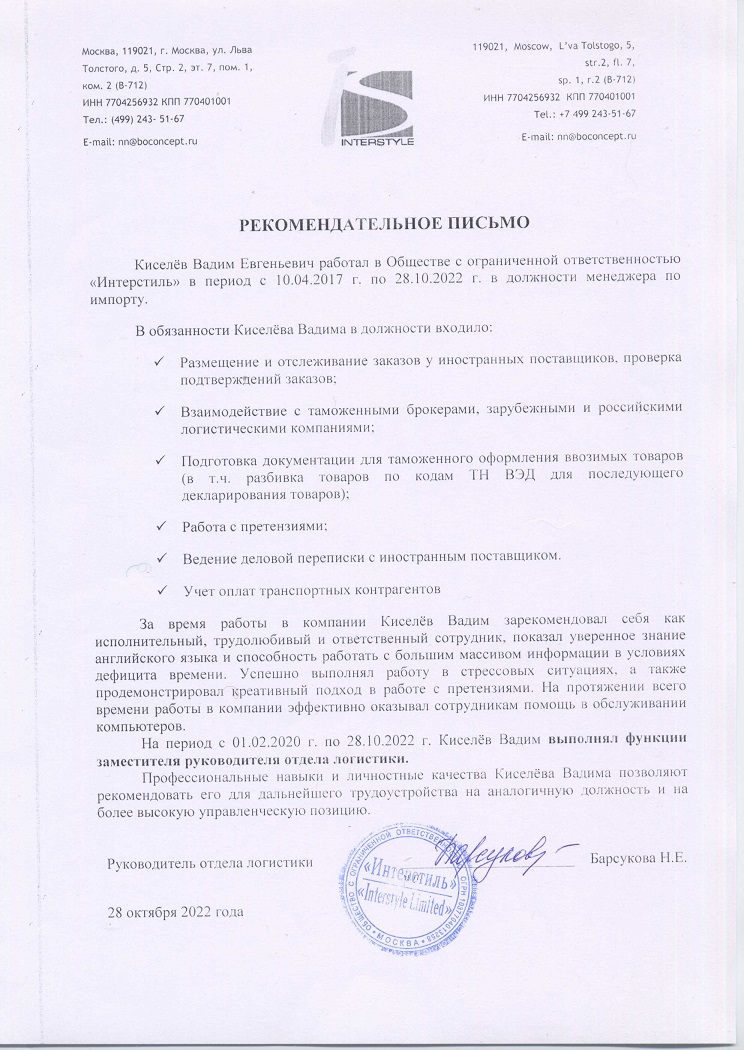 Москва, 119021, г. Москва, ул. Льва
Толстого, д. 5, Стр. 2, эт. 7, пом. 1,
ком. 2 (В-712)
ИНН 7704256932 КПП 770401001
Тел.: (499) 243- 51-67
E-mail: nn@boconcept.ru
INTERSTYLE
119021, Moscow, L'va Tolstogo, 5,
str.2, fl. 7,
sp. 1, r.2 (B-712)
ИНН 7704256932 КПП 770401001
Tel.: +7 499 243-51-67
E-mail: nn@boconcept.ru
РЕКОМЕНДАТЕЛЬНОЕ ПИСЬМО
Киселёв Вадим Евгеньевич работал в Обществе с ограниченной ответственностью
«Интерстиль» в период с 10.04.2017 г. по 28.10.2022 г. в должности менеджера по
импорту.
В обязанности Киселёва Вадима в должности входило:
✓ Размещение и отслеживание заказов у иностранных поставщиков, проверка
подтверждений заказов;
✓ Взаимодействие с таможенными брокерами, зарубежными и российскими
логистическими компаниями;
✓ Подготовка документации для таможенного оформления ввозимых товаров
(в т.ч. разбивка товаров по кодам ТН ВЭД для последующего
декларирования товаров);
✓ Работа с претензиями;
✓ Ведение деловой переписки с иностранным поставщиком.
✓ Учет оплат транспортных контрагентов
За время работы в компании Киселёв Вадим зарекомендовал себя как
исполнительный, трудолюбивый и ответственный сотрудник, показал уверенное знание
английского языка и способность работать с большим массивом информации в условиях
дефицита времени. Успешно выполнял работу в стрессовых ситуациях, а также
продемонстрировал креативный подход в работе с претензиями. На протяжении всего
времени работы в компании эффективно оказывал сотрудникам помощь в обслуживании
компьютеров.
На период с 01.02.2020 г. по 28.10.2022 г. Киселёв Вадим выполнял функции
заместителя руководителя отдела логистики.
Профессиональные навыки и личностные качества Киселёва Вадима позволяют
рекомендовать его для дальнейшего трудоустройства на аналогичную должность и на
более высокую управленческую позицию.
Руководитель отдела логистики
Барсукова Н.Е.
ОБЩЕСТВО С ОГРАНИЧЕННОЙ ОТВЕТСТВЕННОСТЬЮ
«Интерстиль»
«Interstyle Limited»
МОСКВА
28 октября 2022 года